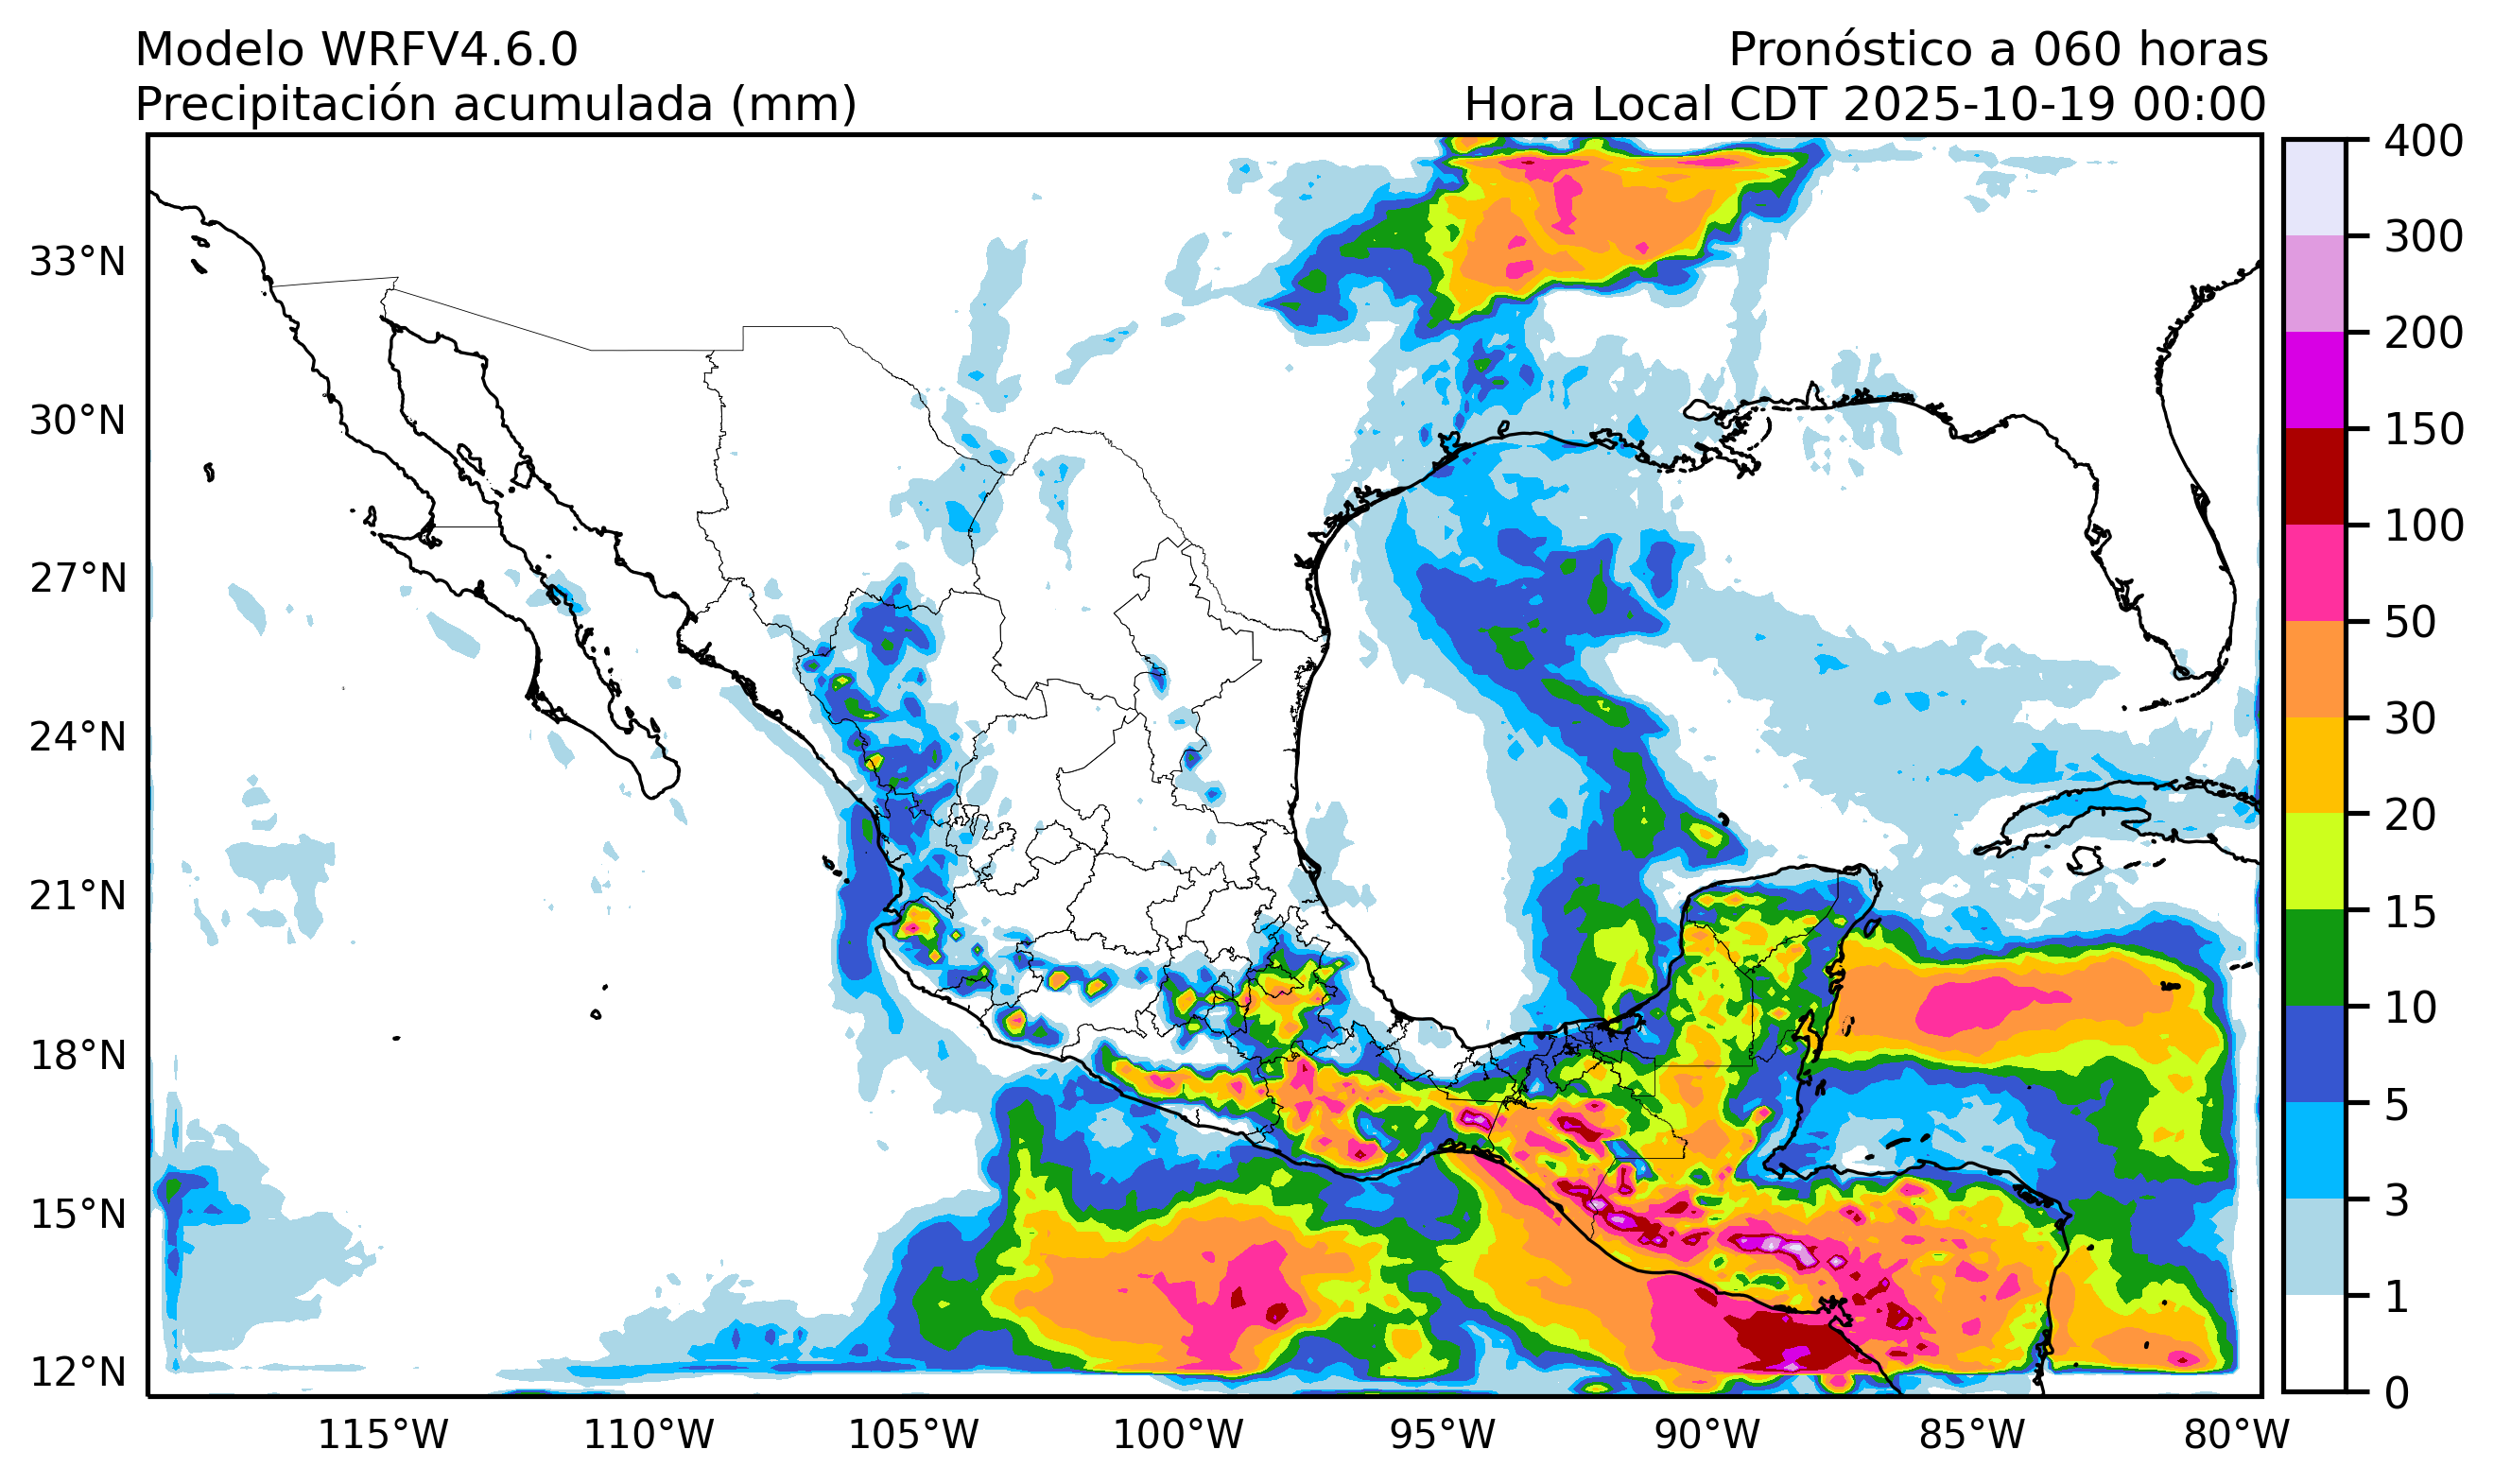 Modelo WRFV4.6.0
Pronóstico a 060 horas
Precipitación acumulada (mm)
Hora Local CDT 2025-10-19 00:00
33°N
30°N
27°N
24°N
21°N
18°N
15°N
12°N
115°W
110°W
105°W
100°W
95°W
90°W
85°W
80°W
400
300
200
150
100
50
30
20
15
10
5
3
1
0